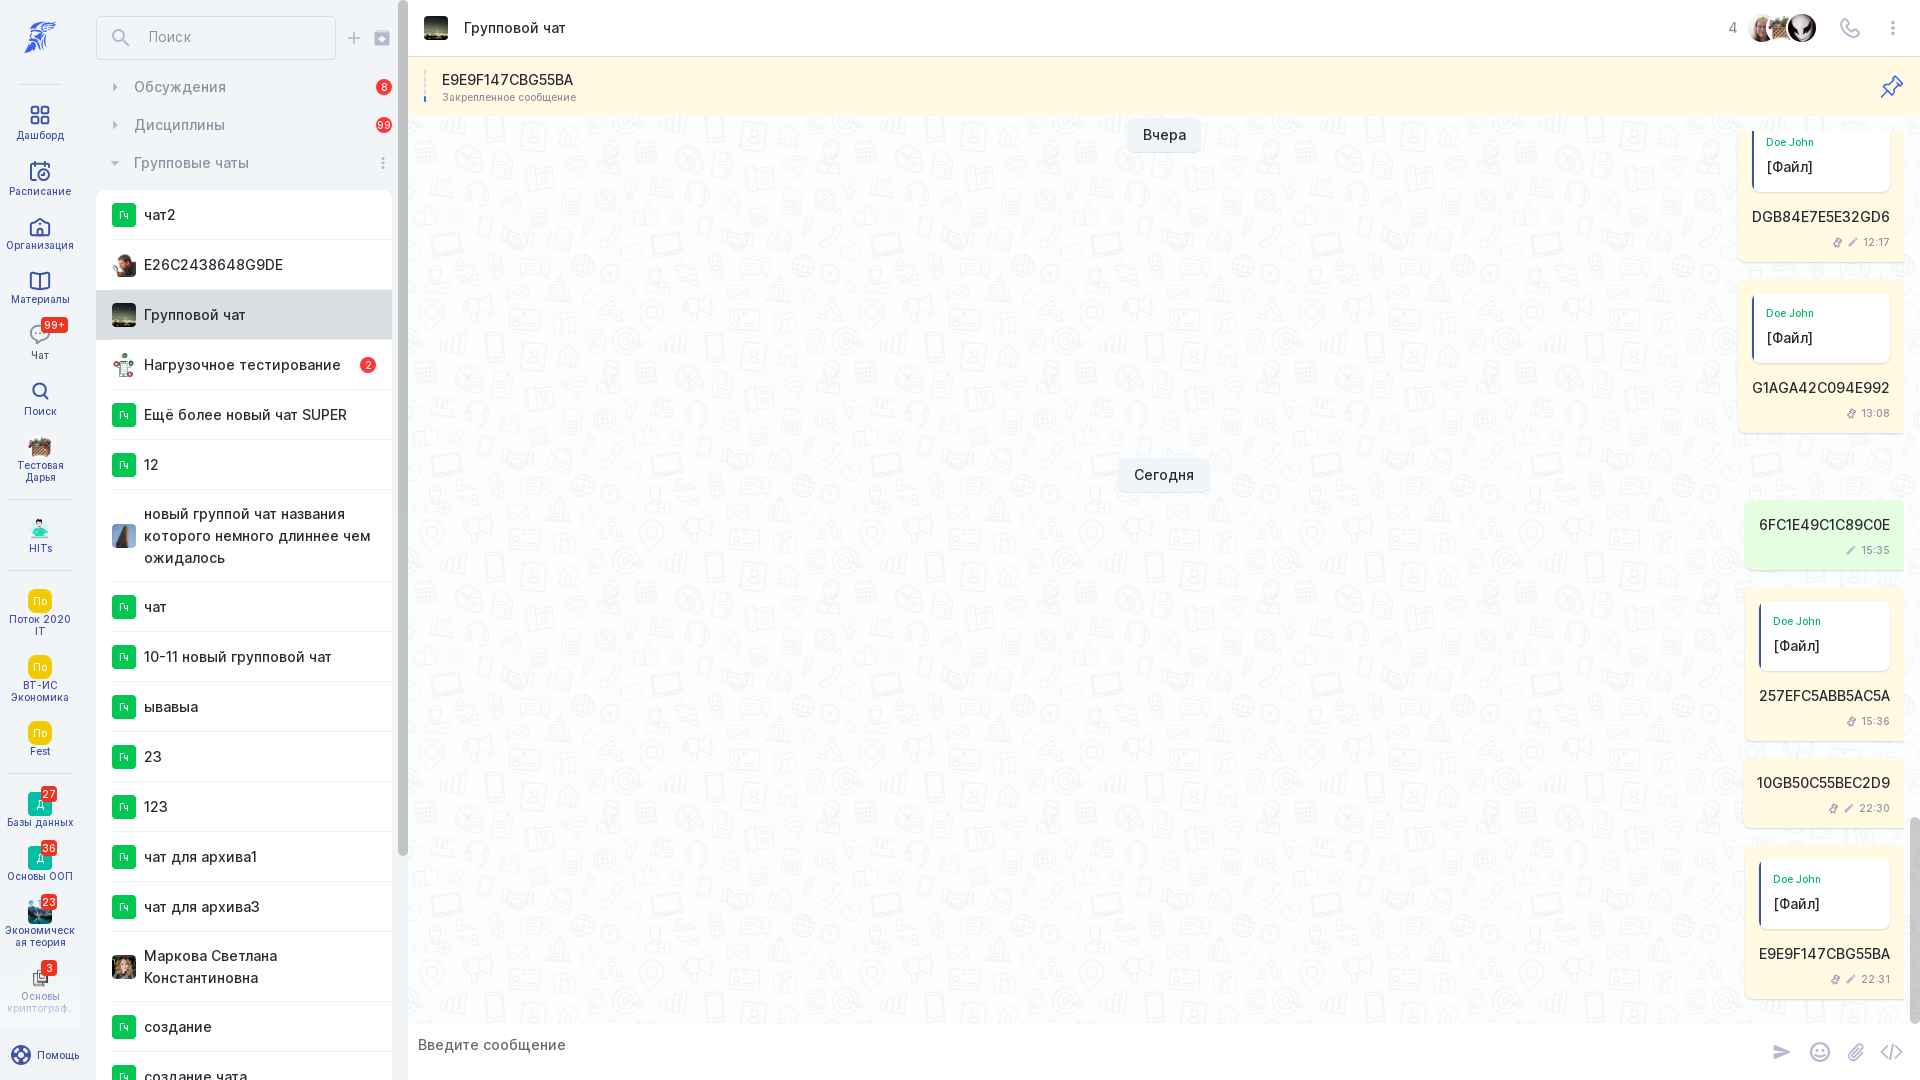 Дашборд
Расписание
Организация
Материалы
99+
Чат
Поиск
Тестовая
Дарья
HITs
По
Поток 2020
IT
По
ВТ-ИС
Экономика
По
Fest
27
Д
Базы данных
36
Д
Основы ООП
23
Экономическ
ая теория
3
Основы
криптограф...
Помощь
Поиск
Обсуждения
8
Дисциплины
99
Групповые чаты
Гч чат2
E26C2438648G9DE
Групповой чат
Нагрузочное тестирование
2
Гч Ещё более новый чат SUPER
Гч 12
новый группой чат названия
которого немного длиннее чем
ожидалось
Гч чат
Гч 10-11 новый групповой чат
Гч ывавыа
Гч 23
Гч 123
Гч чат для архива1
Гч чат для архива3
Маркова Светлана
Константиновна
Гч создание
Гч создание чата
Групповой чат
4
E9E9F147CBG55BA
Закрепленное сообщение
Вчера
Doe John
[Файл]
DGB84E7E5E32GD6
12:17
Doe John
[Файл]
G1AGA42C094E992
13:08
Сегодня
6FC1E49C1C89C0E
15:35
Doe John
[Файл]
257EFC5ABB5AC5A
15:36
10GB50C55BEC2D9
22:30
Doe John
[Файл]
E9E9F147CBG55BA
22:31
Введите сообщение